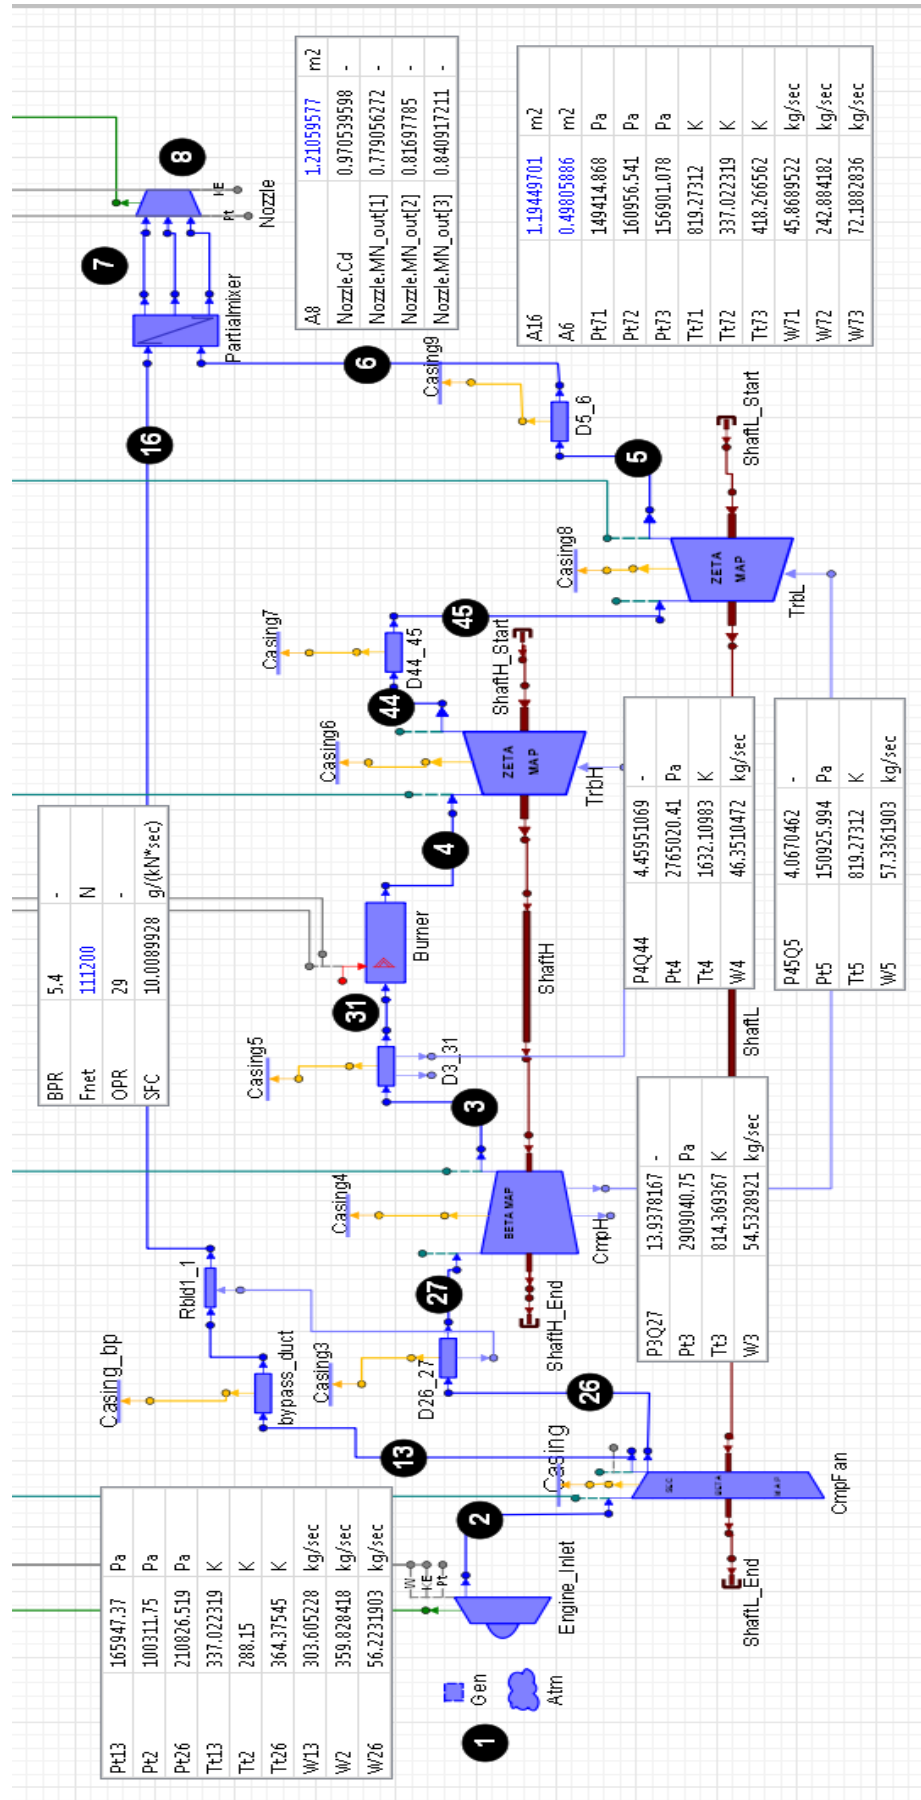 Pt13 165947.37 Pa
Pt2 100311.75 Pa
Pt26 210826.519 Pa
Tt13 337.022319 K
Tt2 288.15 K
Tt26 364.37545 K
W13 303.605228 kg/sec
W2 359.828418 kg/sec
W26 56.2231903 kg/sec
BPR 5.4 -
Fnet 111200 N
OPR 29 -
SFC 10.0089928 g/(kN*sec)
Casing_bp
bypass_duct
Rbld1_1
16
7
8
Partialmixer
Nozzle
Pt
KE
A8 1.21059577 m2
Nozzle.Cd 0.970539598 -
Nozzle.MN_out[1] 0.779056272 -
Nozzle.MN_out[2] 0.81697785 -
Nozzle.MN_out[3] 0.840917211 -
Casing3
D26_27
Casing4
Casing5
D3_31
31
Burner
Casing6
Casing7
D44_45
44
6
Casing9
D5_6
13
27
3
4
45
W
KE
Pt
1
Gen
Atm
Engine_Inlet
2
Casing
26
ShaftH_End
BETA MAP
CmpH
ShaftH
ZETA
MAP
TrbH
ShaftH_Start
Casing8
5
A16 1.19449701 m2
A6 0.49805886 m2
Pt71 149414.868 Pa
Pt72 160956.541 Pa
Pt73 156901.078 Pa
Tt71 819.27312 K
Tt72 337.022319 K
Tt73 418.266562 K
W71 45.8689522 kg/sec
W72 242.884182 kg/sec
W73 72.1882836 kg/sec
P3Q27 13.9378167 -
Pt3 2909040.75 Pa
Tt3 814.369367 K
W3 54.5328921 kg/sec
P4Q44 4.45951069 -
Pt4 2765020.41 Pa
Tt4 1632.10983 K
W4 46.3510472 kg/sec
ShaftL_End
SEC
BETA
MAP
CmpFan
ShaftL
ZETA
MAP
TrbL
ShaftL_Start
P45Q5 4.0670462 -
Pt5 150925.994 Pa
Tt5 819.27312 K
W5 57.3361903 kg/sec